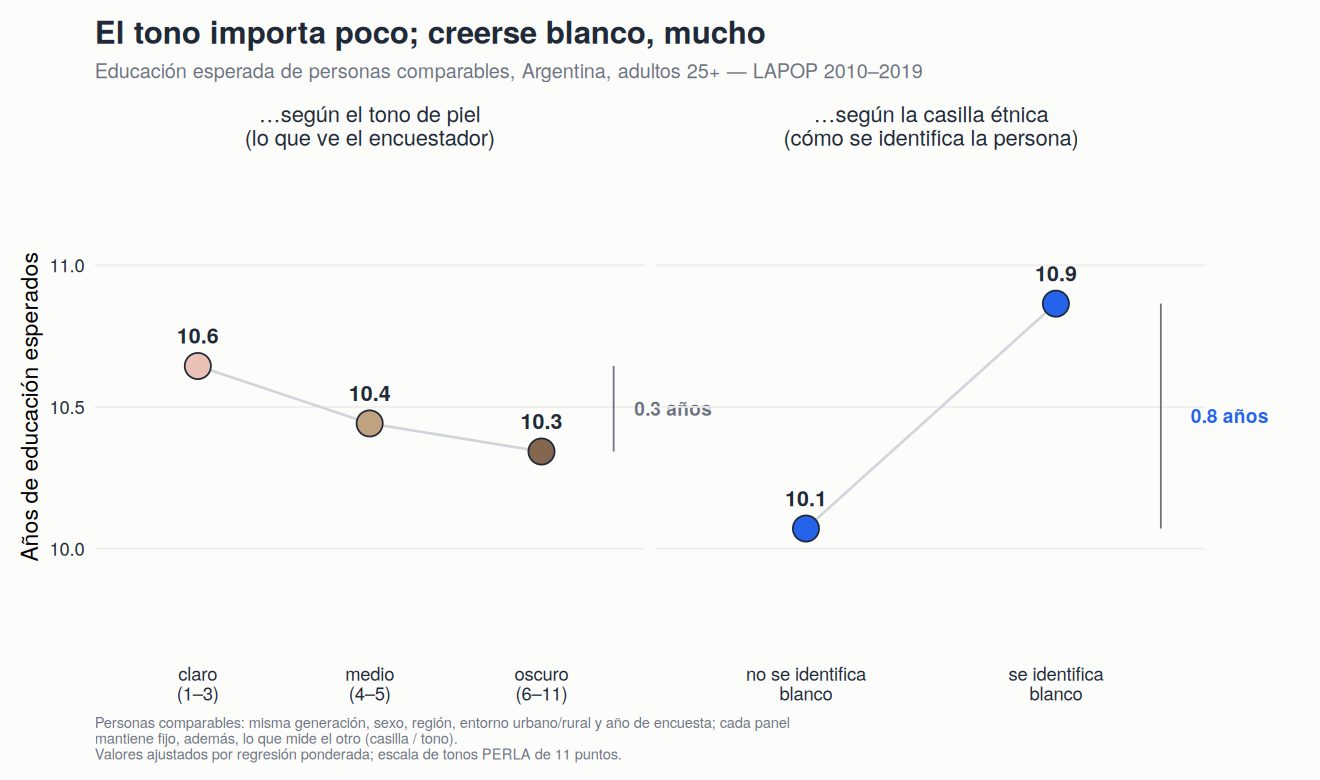 El tono importa poco; creerse blanco, mucho
Educación esperada de personas comparables, Argentina, adultos 25+ — LAPOP 2010–2019
…según el tono de piel
(lo que ve el encuestador)
…según la casilla étnica
(cómo se identifica la persona)
Años de educación esperados
11.0
10.5
10.0
10.6
10.4
10.3
0.3 años
10.1
10.9
0.8 años
claro
(1–3)
medio
(4–5)
oscuro
(6–11)
no se identifica
blanco
se identifica
blanco
Personas comparables: misma generación, sexo, región, entorno urbano/rural y año de encuesta; cada panel
mantiene fijo, además, lo que mide el otro (casilla / tono).
Valores ajustados por regresión ponderada; escala de tonos PERLA de 11 puntos.